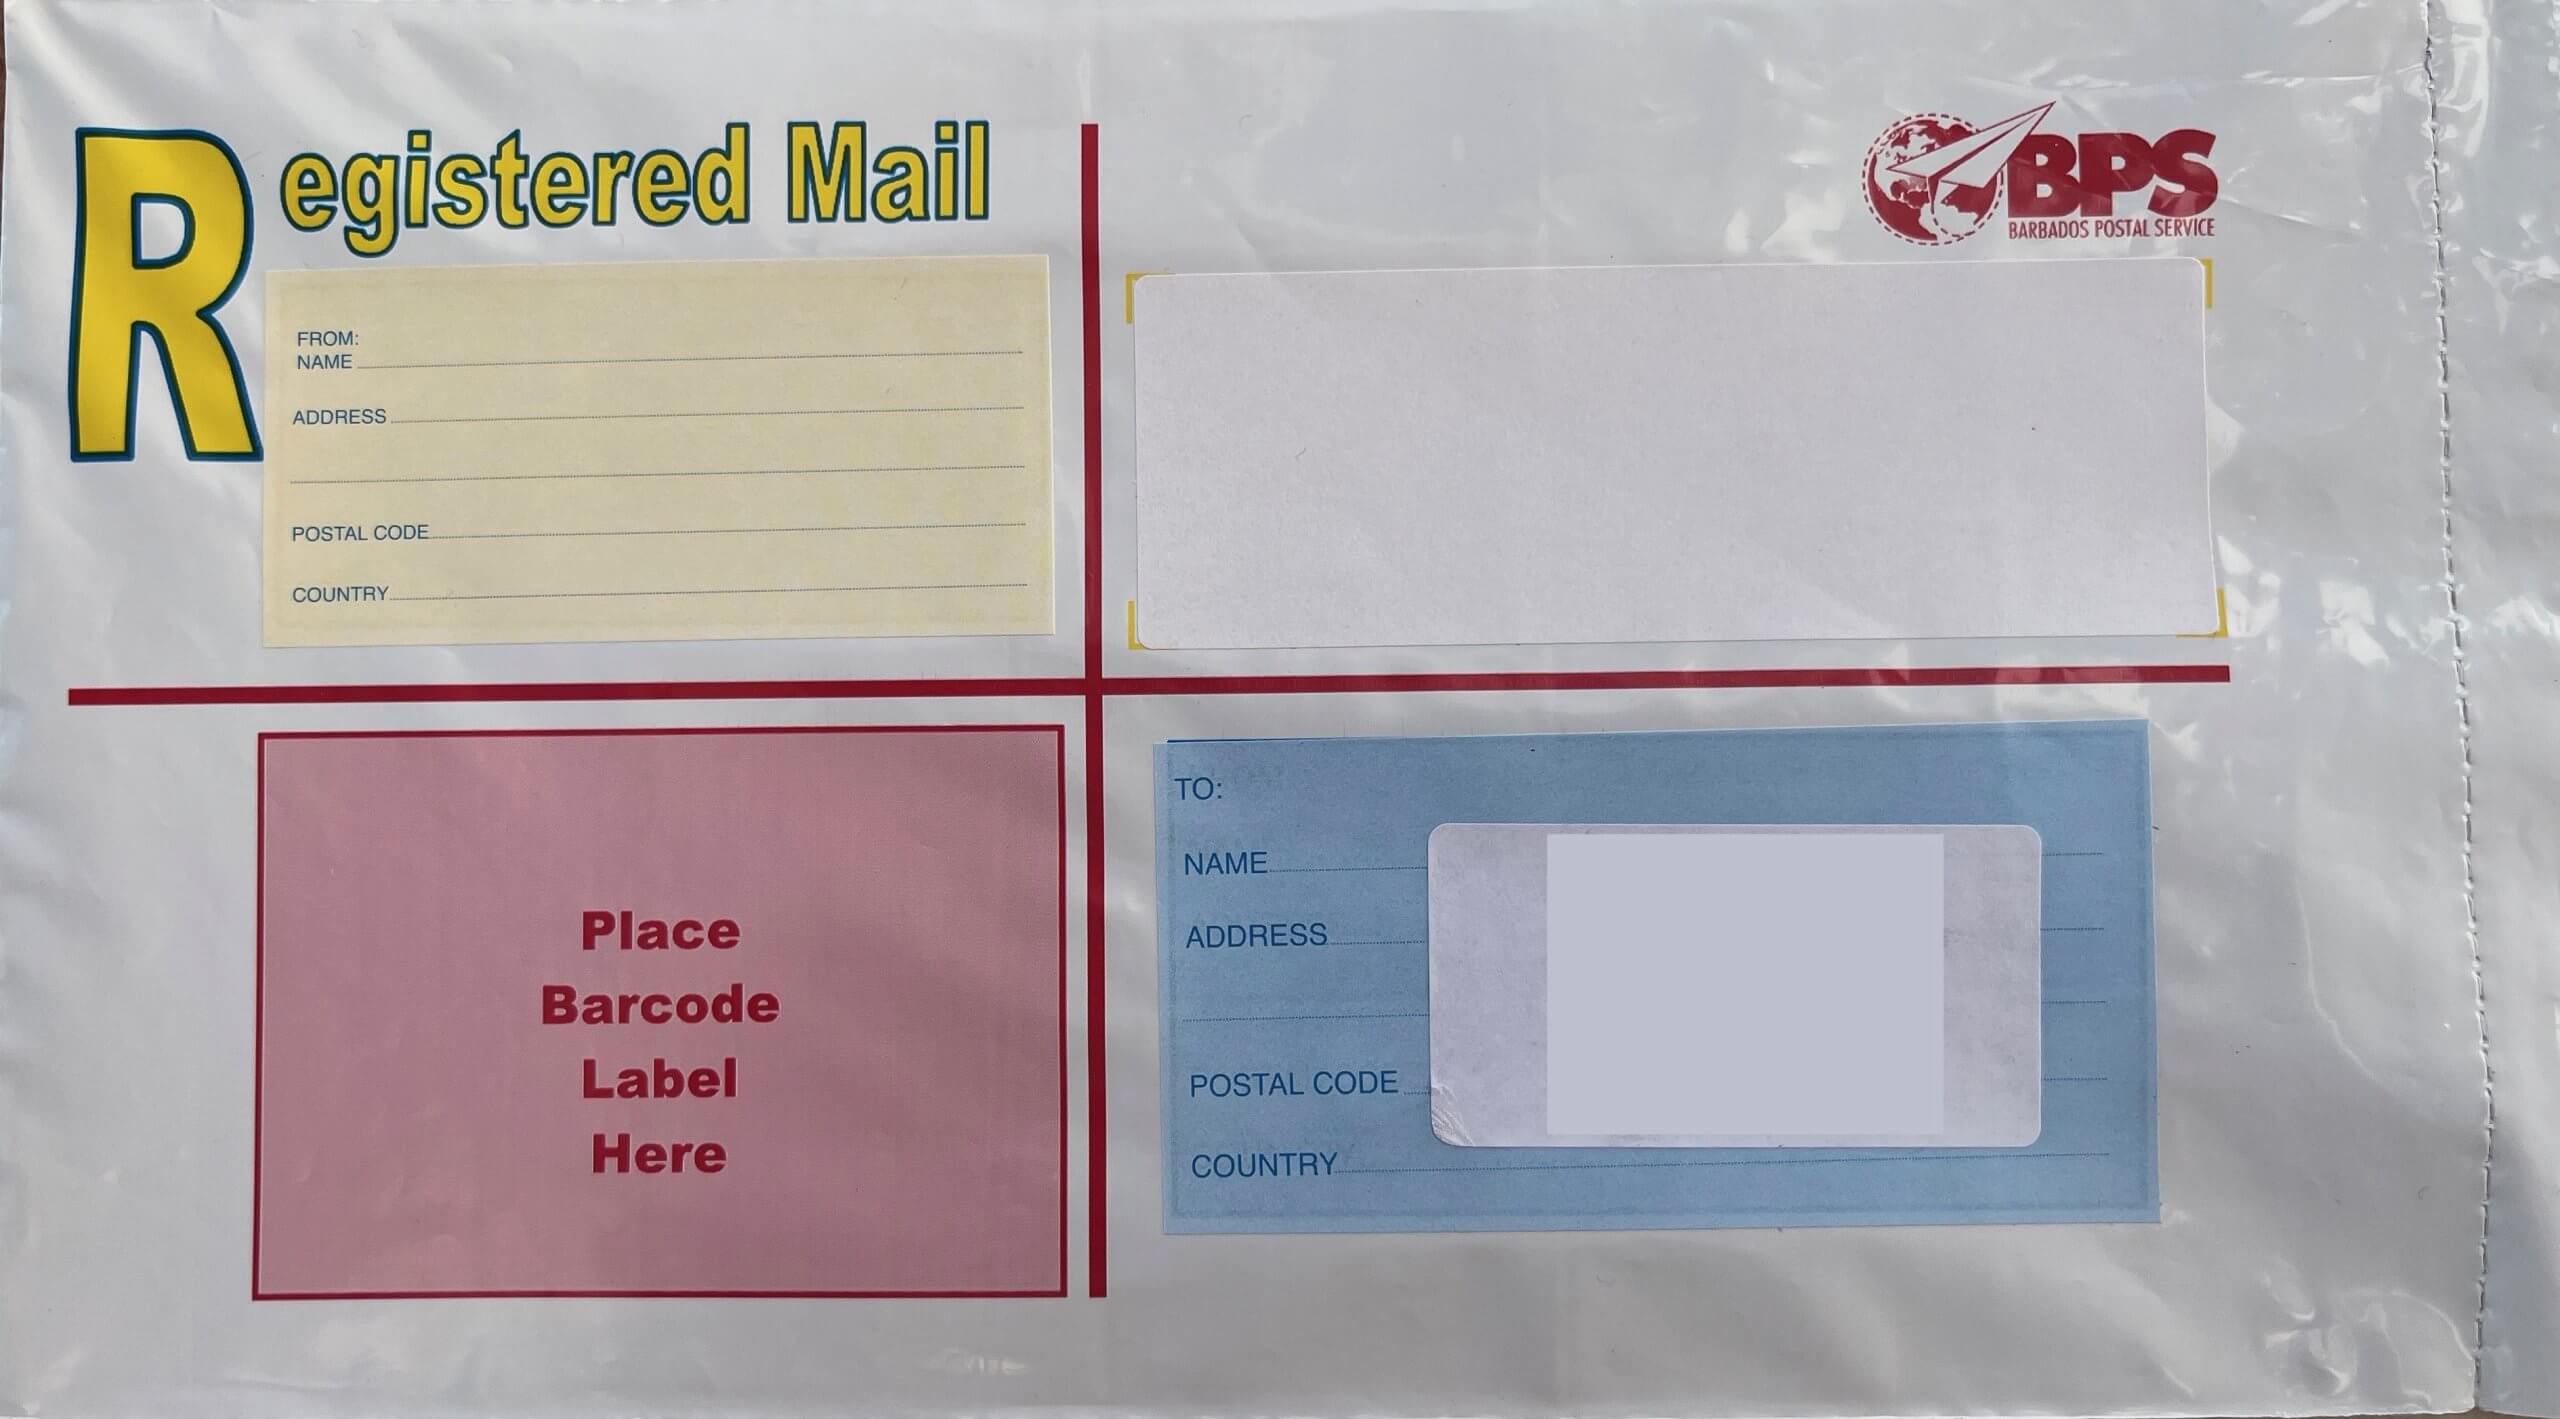 Registered Mail
BPS
BARBADOS POSTAL SERVICE
FROM:
NAME
ADDRESS
POSTAL CODE
COUNTRY
Place
Barcode
Label
Here
TO:
NAME
ADDRESS
POSTAL CODE
COUNTRY